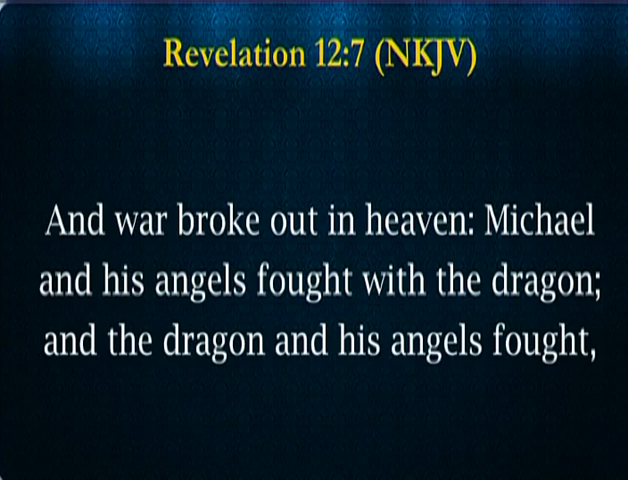 Revelation 12:7 (NKJV)
And war broke out in heaven: Michael
and his angels fought with the dragon;
and the dragon and his angels fought,